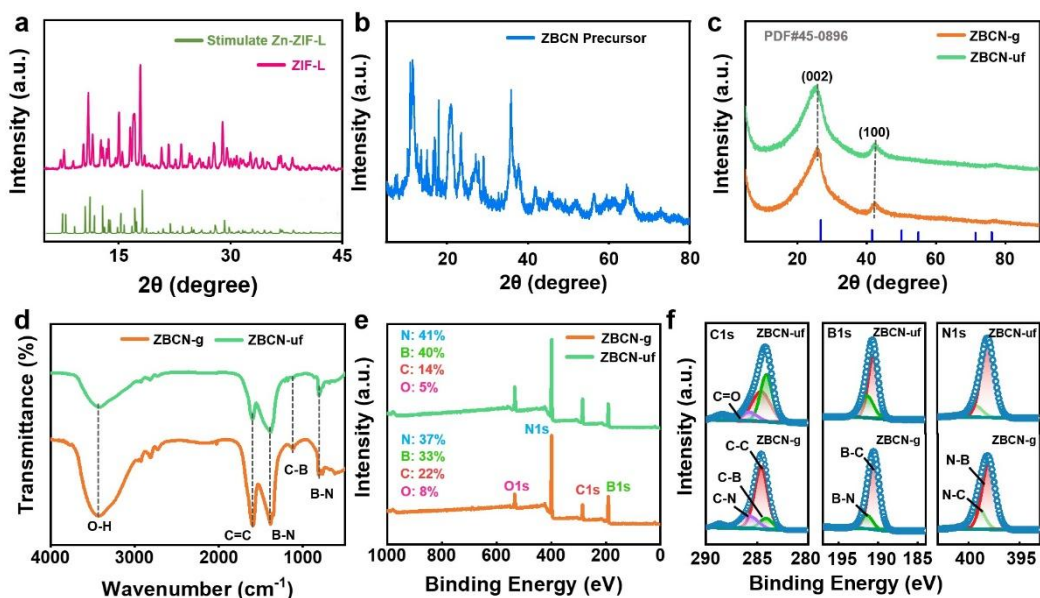 a
Stimulate Zn-ZIF-L
ZIF-L
Intensity (a.u.)
15
30
45
2θ (degree)
b
ZBCN Precursor
Intensity (a.u.)
20
40
60
80
2θ (degree)
c
PDF#45-0896
ZBCN-g
ZBCN-uf
(002)
(100)
Intensity (a.u.)
20
40
60
80
2θ (degree)
d
ZBCN-g
ZBCN-uf
Transmittance (%)
O-H
C=C
B-N
C-B
B-N
4000
3000
2000
1000
Wavenumber (cm⁻¹)
e
N: 41%
B: 40%
C: 14%
O: 5%
ZBCN-g
ZBCN-uf
N: 37%
B: 33%
C: 22%
O: 8%
N1s
O1s
C1s
B1s
Intensity (a.u.)
1000
800
600
400
200
0
Binding Energy (eV)
f
C1s
ZBCN-uf
B1s
ZBCN-uf
N1s
ZBCN-uf
C=O
C-C
ZBCN-g
C-B
C-N
B-C
ZBCN-g
B-N
N-B
ZBCN-g
N-C
Intensity (a.u.)
290
285
280
195
190
185
400
395
Binding Energy (eV)